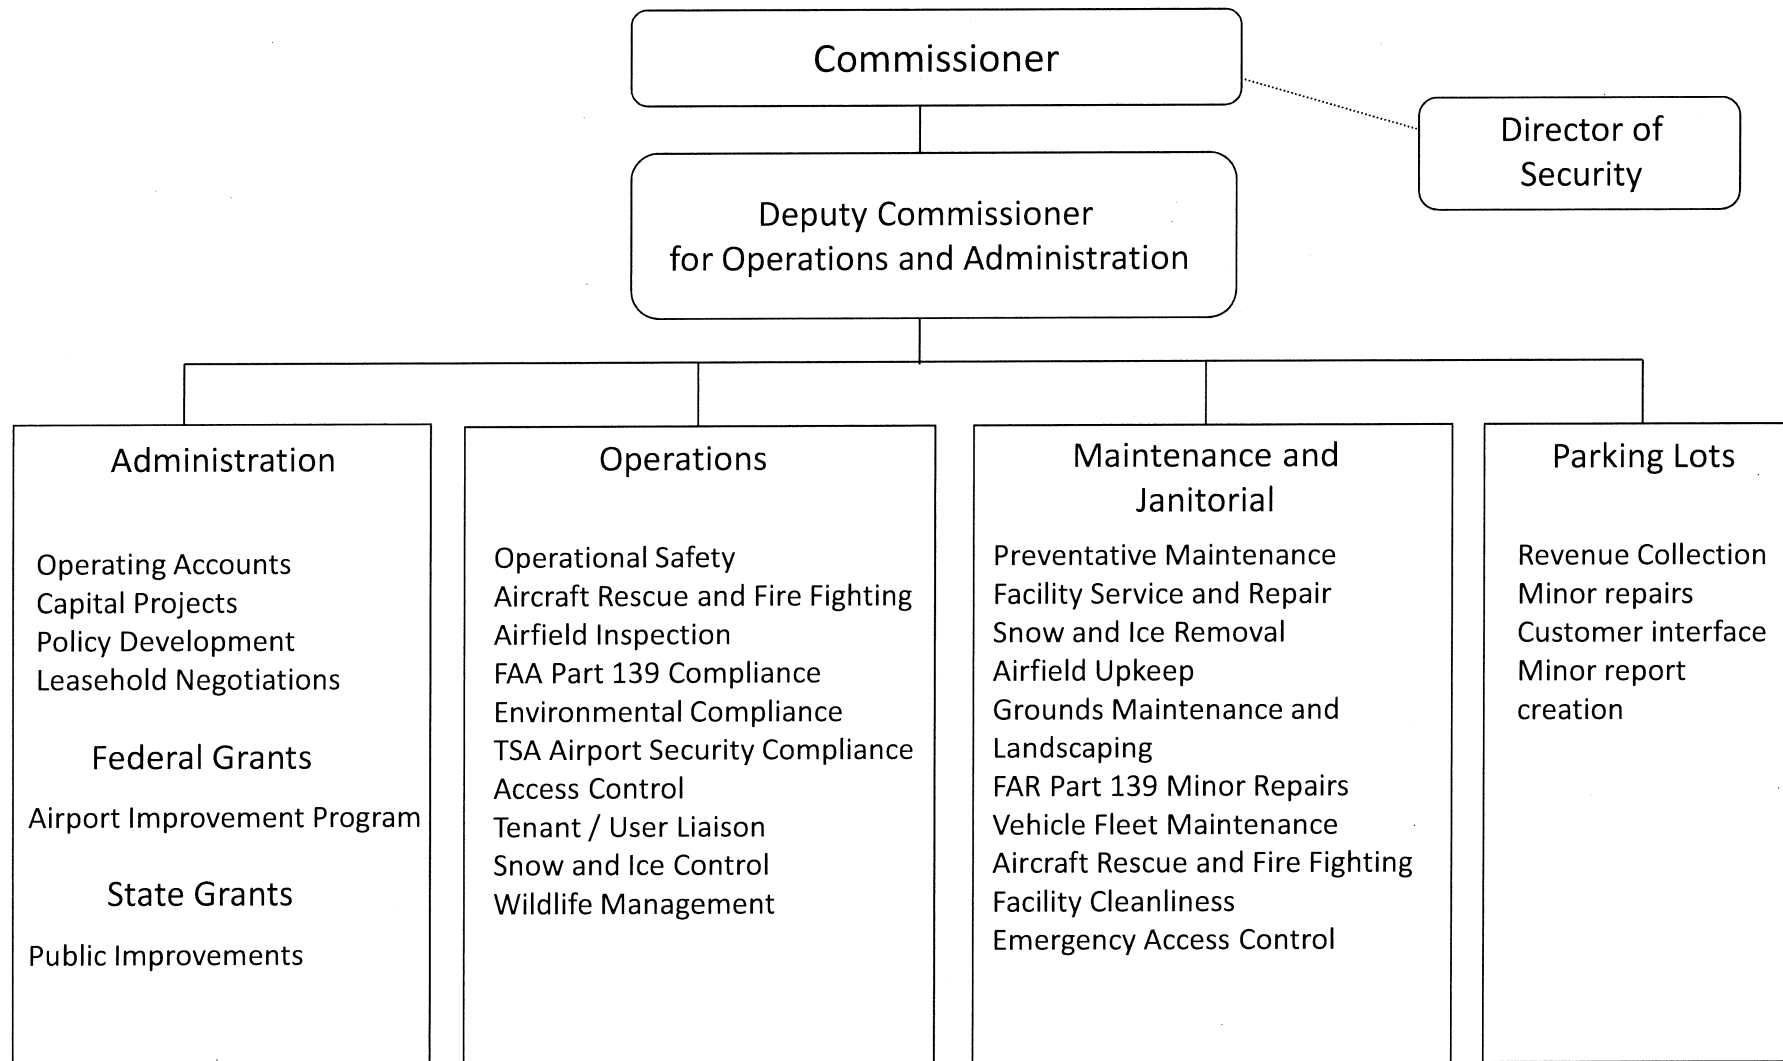 Commissioner
Director of
Security
Deputy Commissioner
for Operations and Administration
Administration
Operating Accounts
Capital Projects
Policy Development
Leasehold Negotiations
Federal Grants
Airport Improvement Program
State Grants
Public Improvements
Operations
Operational Safety
Aircraft Rescue and Fire Fighting
Airfield Inspection
FAA Part 139 Compliance
Environmental Compliance
TSA Airport Security Compliance
Access Control
Tenant / User Liaison
Snow and Ice Control
Wildlife Management
Maintenance and
Janitorial
Preventative Maintenance
Facility Service and Repair
Snow and Ice Removal
Airfield Upkeep
Grounds Maintenance and
Landscaping
FAR Part 139 Minor Repairs
Vehicle Fleet Maintenance
Aircraft Rescue and Fire Fighting
Facility Cleanliness
Emergency Access Control
Parking Lots
Revenue Collection
Minor repairs
Customer interface
Minor report
creation